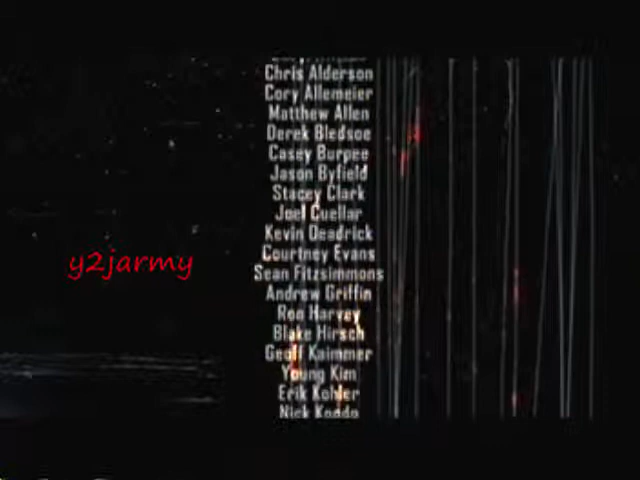 Chris Alderson
Cory Allemeier
Matthew Allen
Derek Bledsoe
Casey Burpee
Jason Byfield
Stacey Clark
Joel Cuellar
Kevin Deadrick
Courtney Evans
Sean Fitzsimmons
Andrew Griffin
Ron Harvey
Blake Hirsch
Geoff Kaimmer
Young Kim
Erik Kohler
Nick Kondo
y2jarmy